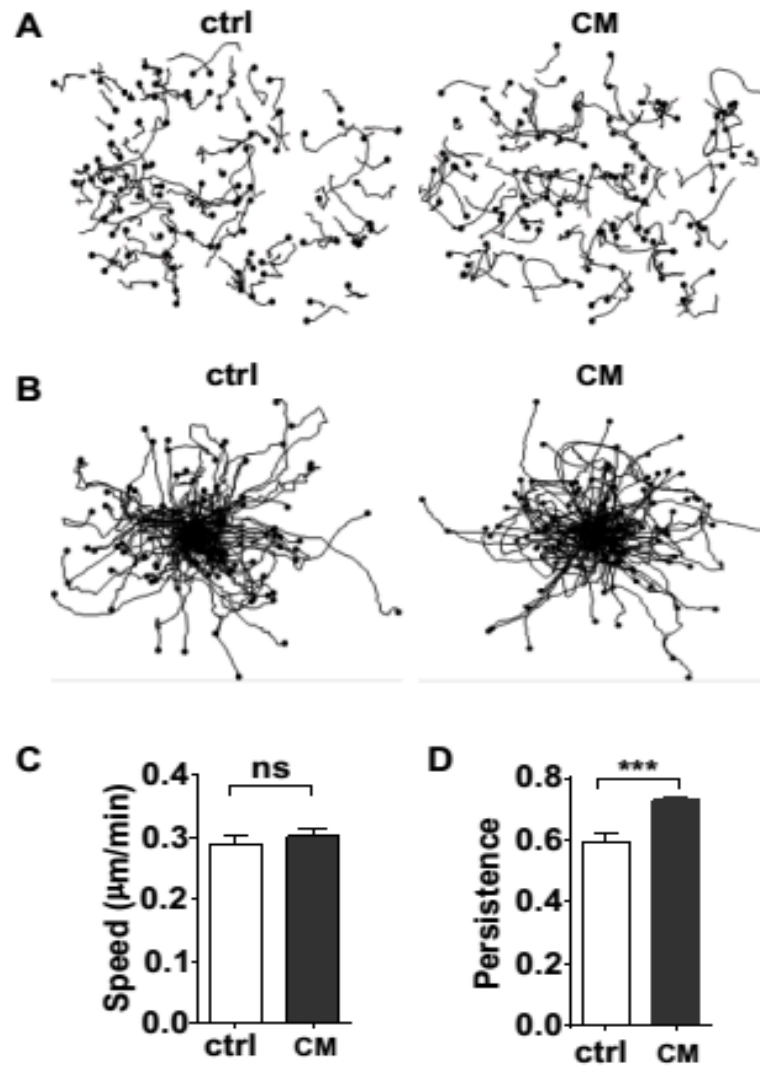 A
ctrl
CM
B
ctrl
CM
C
Speed (μm/min)
0.4
0.3
0.2
0.1
0.0
ns
ctrl
CM
D
Persistence
0.8
0.6
0.4
0.2
0.0
***
ctrl
CM